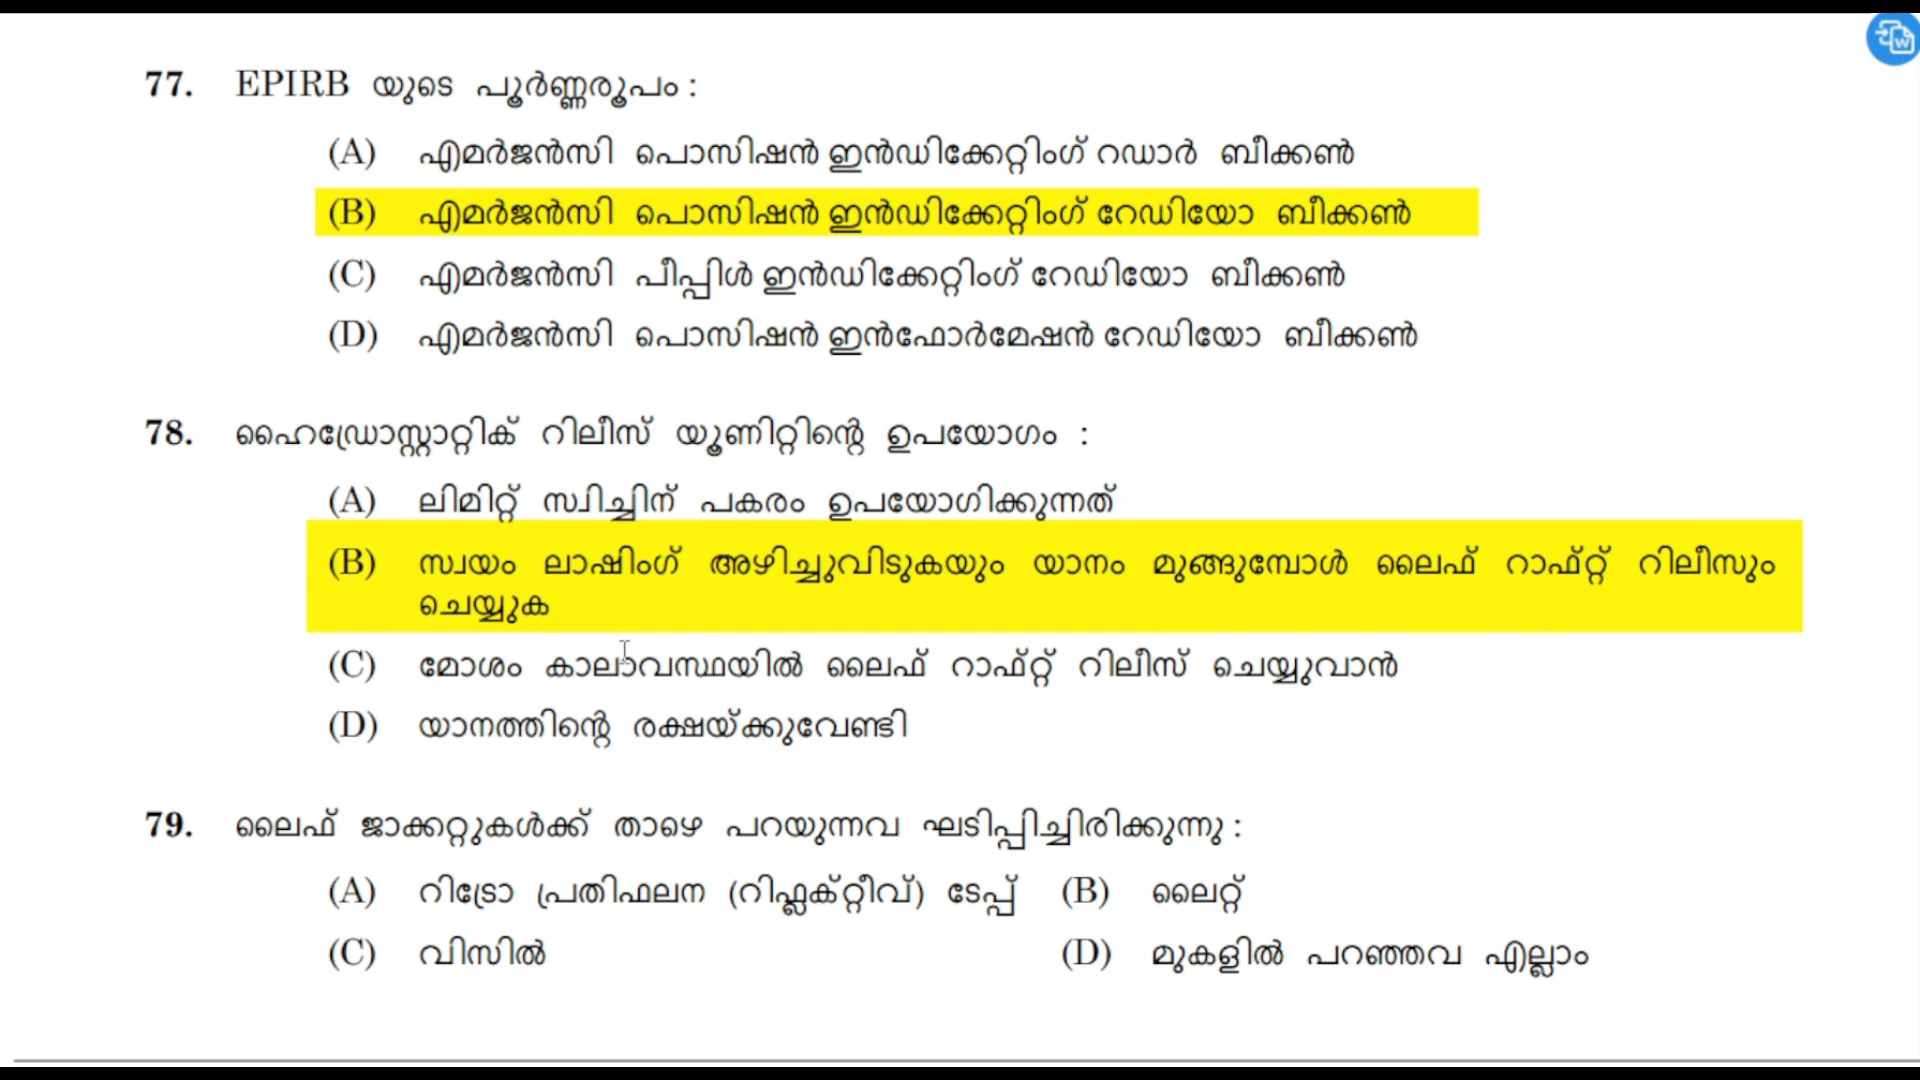 77. EPIRB യുടെ പൂർണ്ണരൂപം :
(A) എമർജൻസി പൊസിഷൻ ഇൻഡിക്കേറ്റിംഗ് റഡാർ ബീക്കൺ
(B) എമർജൻസി പൊസിഷൻ ഇൻഡിക്കേറ്റിംഗ് റേഡിയോ ബീക്കൺ
(C) എമർജൻസി പീപ്പിൾ ഇൻഡിക്കേറ്റിംഗ് റേഡിയോ ബീക്കൺ
(D) എമർജൻസി പൊസിഷൻ ഇൻഫോർമേഷൻ റേഡിയോ ബീക്കൺ
78. ഹൈഡ്രോസ്റ്റാറ്റിക് റിലീസ് യൂണിറ്റിന്റെ ഉപയോഗം :
(A) ലിമിറ്റ് സ്വിച്ചിന് പകരം ഉപയോഗിക്കുന്നത്
(B) സ്വയം ലാഷിംഗ് അഴിച്ചുവിടുകയും യാനം മുങ്ങുമ്പോൾ ലൈഫ് റാഫ്റ്റ് റിലീസും
ചെയ്യുക
(C) മോശം കാലാവസ്ഥയിൽ ലൈഫ് റാഫ്റ്റ് റിലീസ് ചെയ്യുവാൻ
(D) യാനത്തിന്റെ രക്ഷയ്ക്കുവേണ്ടി
79. ലൈഫ് ജാക്കറ്റുകൾക്ക് താഴെ പറയുന്നവ ഘടിപ്പിച്ചിരിക്കുന്നു :
(A) റിട്രോ പ്രതിഫലന (റിഫ്ലക്റ്റീവ്) ടേപ്പ് (B) ലൈറ്റ്
(C) വിസിൽ (D) മുകളിൽ പറഞ്ഞവ എല്ലാം